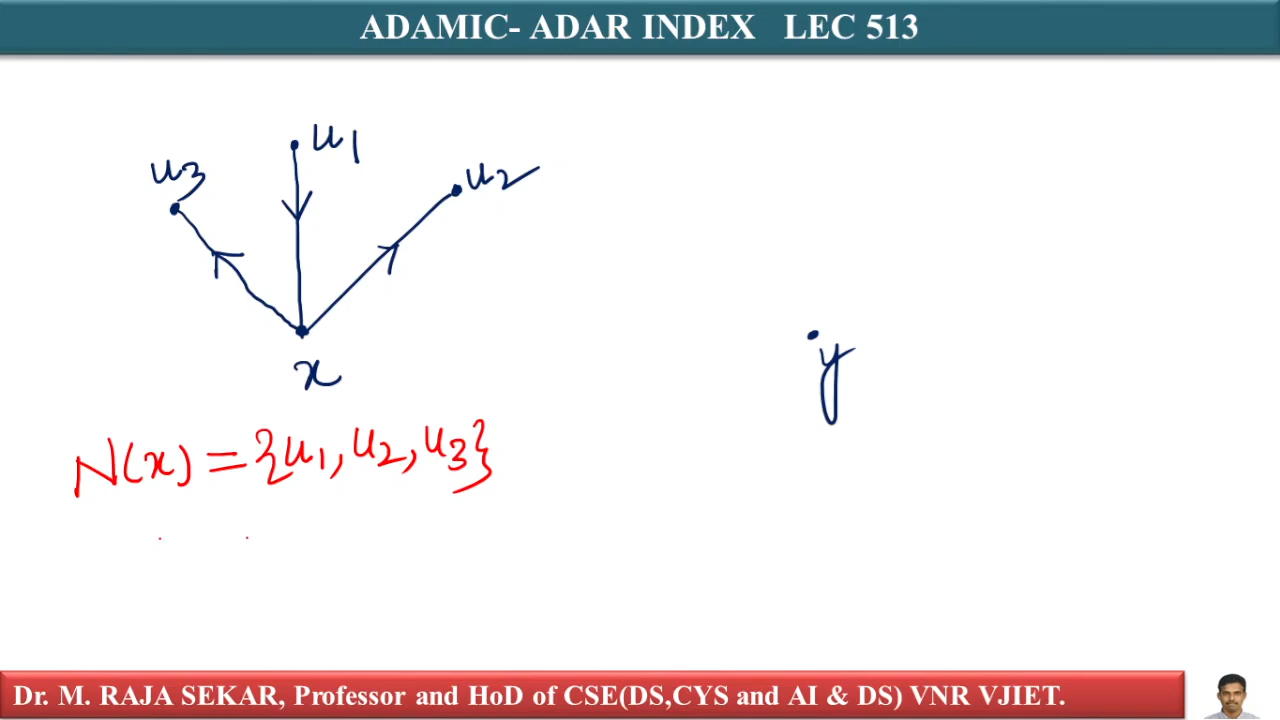 ADAMIC- ADAR INDEX LEC 513
u1
u3
u2
x
y
N(x) = {u1, u2, u3}
Dr. M. RAJA SEKAR, Professor and HoD of CSE(DS,CYS and AI & DS) VNR VJIET.